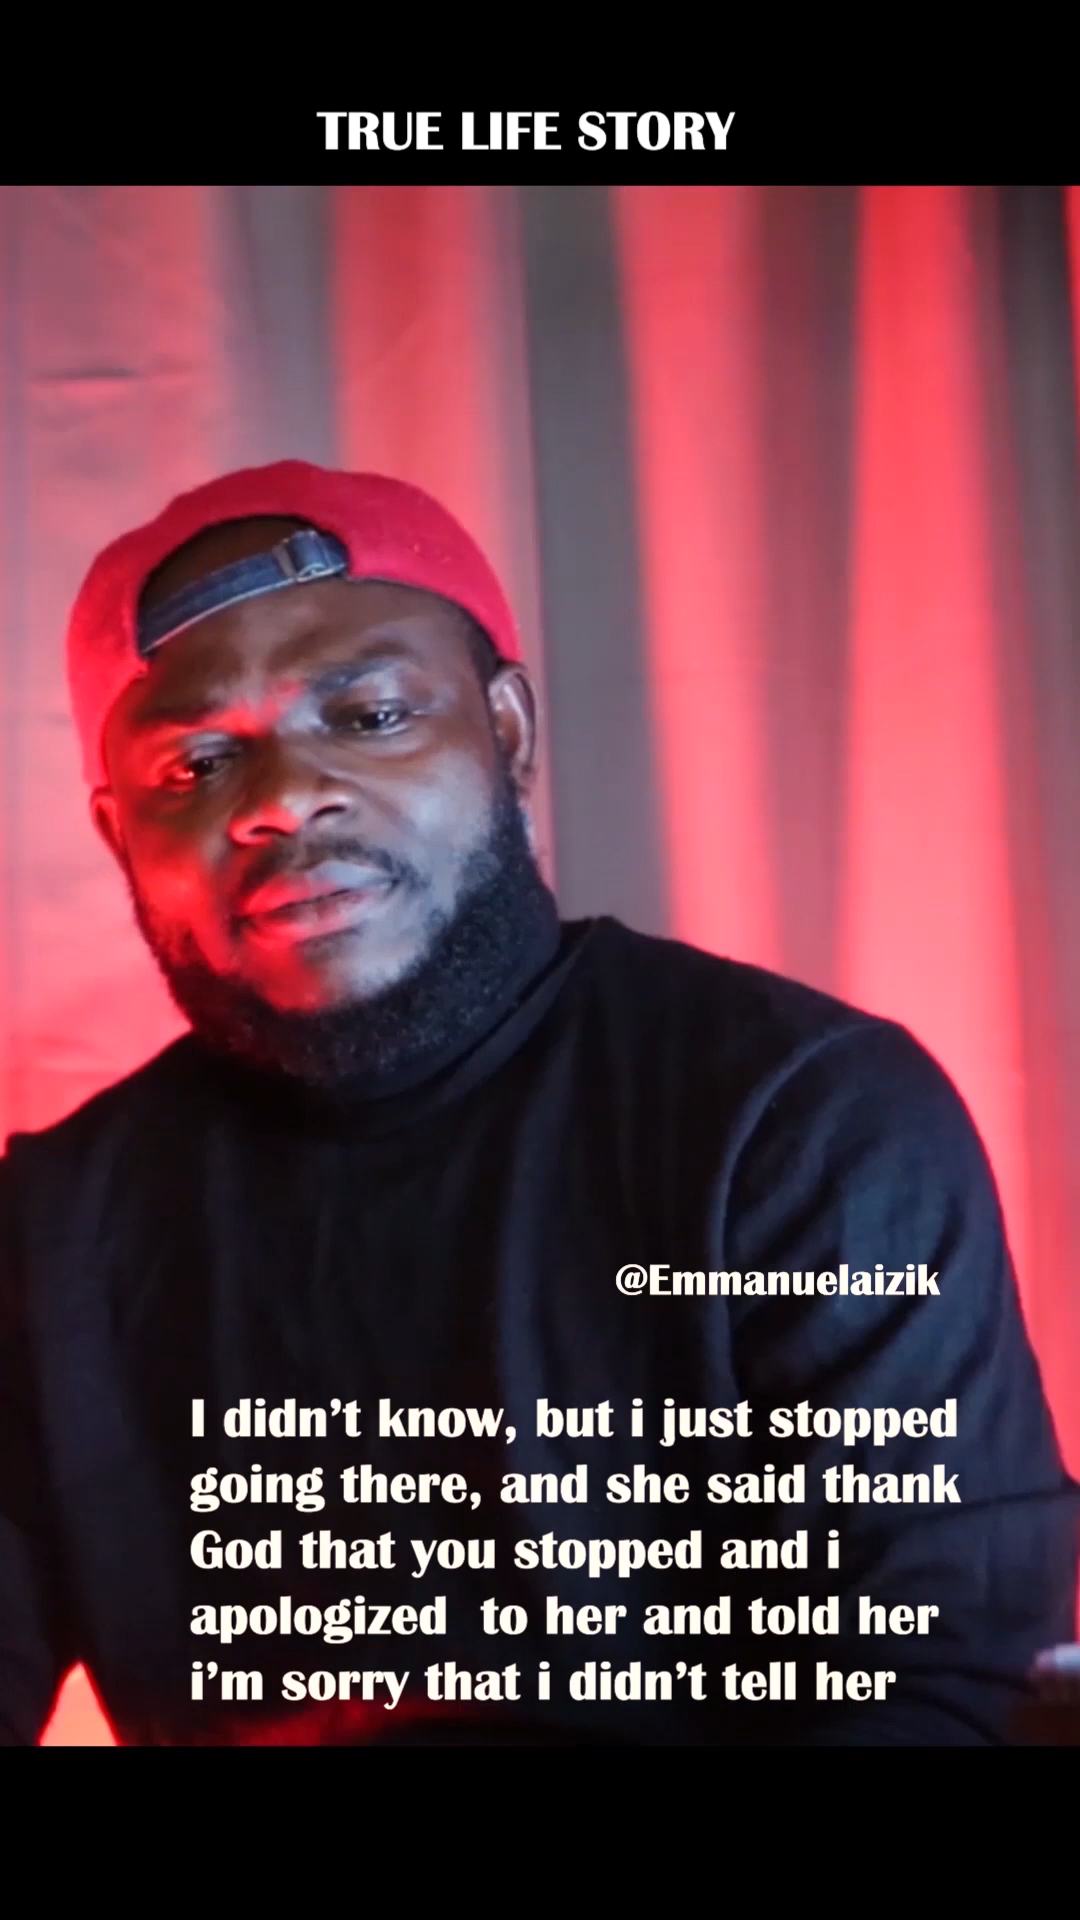 TRUE LIFE STORY
@Emmanuelaizik
I didn’t know, but i just stopped
going there, and she said thank
God that you stopped and i
apologized  to her and told her
i’m sorry that i didn’t tell her